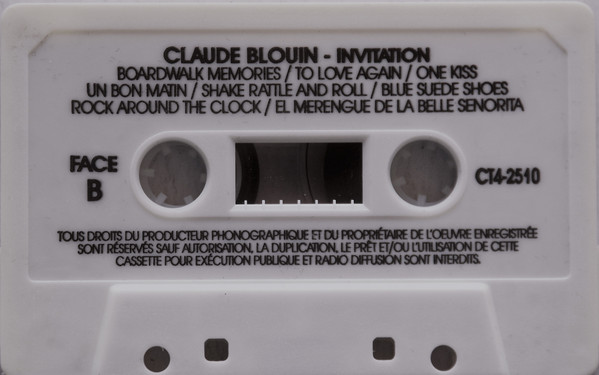 CLAUDE BLOUIN - INVITATION
BOARDWALK MEMORIES / TO LOVE AGAIN / ONE KISS
UN BON MATIN / SHAKE RATTLE AND ROLL / BLUE SUEDE SHOES
ROCK AROUND THE CLOCK / EL MERENGUE DE LA BELLE SENORITA
FACE
B
CT4-2510
TOUS DROITS DU PRODUCTEUR PHONOGRAPHIQUE ET DU PROPRIÉTAIRE DE L'OEUVRE ENREGISTRÉE
SONT RÉSERVÉS SAUF AUTORISATION, LA DUPLICATION, LE PRÊT ET/OU L'UTILISATION DE CETTE
CASSETTE POUR EXÉCUTION PUBLIQUE ET RADIO DIFFUSION SONT INTERDITS.